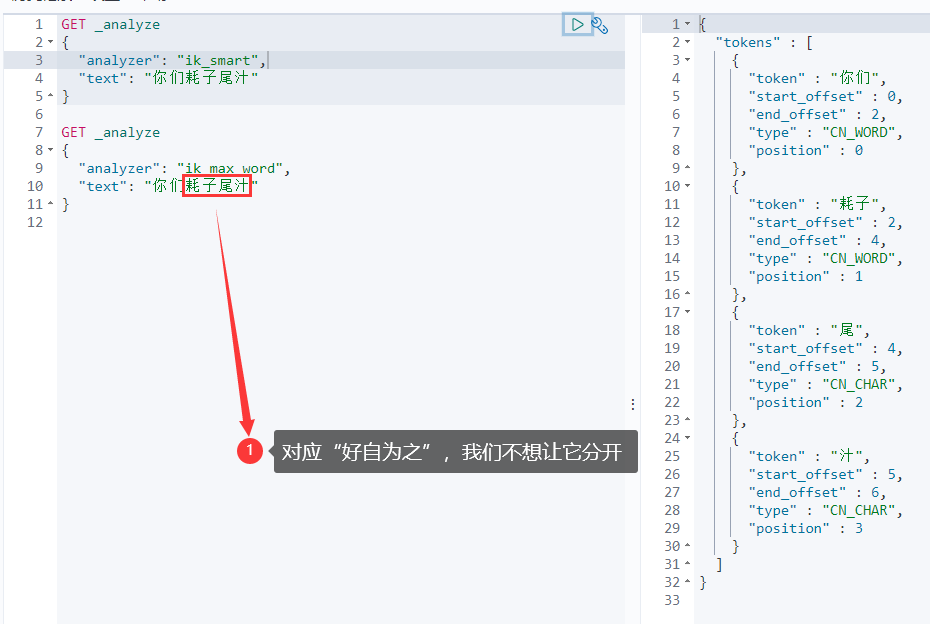 1 GET _analyze
2 {
3 "analyzer": "ik_smart",
4 "text": "你们耗子尾汁"
5 }
6
7 GET _analyze
8 {
9 "analyzer": "ik_max_word",
10 "text": "你们耗子尾汁"
11 }
12
1 对应“好自为之”，我们不想让它分开
1 {
2 "tokens" : [
3 {
4 "token" : "你们",
5 "start_offset" : 0,
6 "end_offset" : 2,
7 "type" : "CN_WORD",
8 "position" : 0
9 },
10 {
11 "token" : "耗子",
12 "start_offset" : 2,
13 "end_offset" : 4,
14 "type" : "CN_WORD",
15 "position" : 1
16 },
17 {
18 "token" : "尾",
19 "start_offset" : 4,
20 "end_offset" : 5,
21 "type" : "CN_CHAR",
22 "position" : 2
23 },
24 {
25 "token" : "汁",
26 "start_offset" : 5,
27 "end_offset" : 6,
28 "type" : "CN_CHAR",
29 "position" : 3
30 }
31 ]
32 }
33